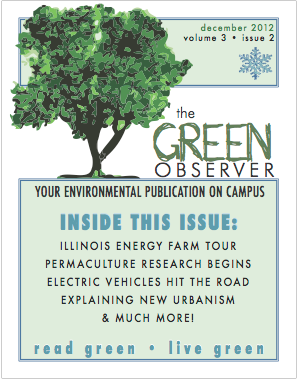 december 2012
volume 3 • issue 2
the
GREEN
OBSERVER
YOUR ENVIRONMENTAL PUBLICATION ON CAMPUS
INSIDE THIS ISSUE:
ILLINOIS ENERGY FARM TOUR
PERMACULTURE RESEARCH BEGINS
ELECTRIC VEHICLES HIT THE ROAD
EXPLAINING NEW URBANISM
& MUCH MORE!
read green • live green